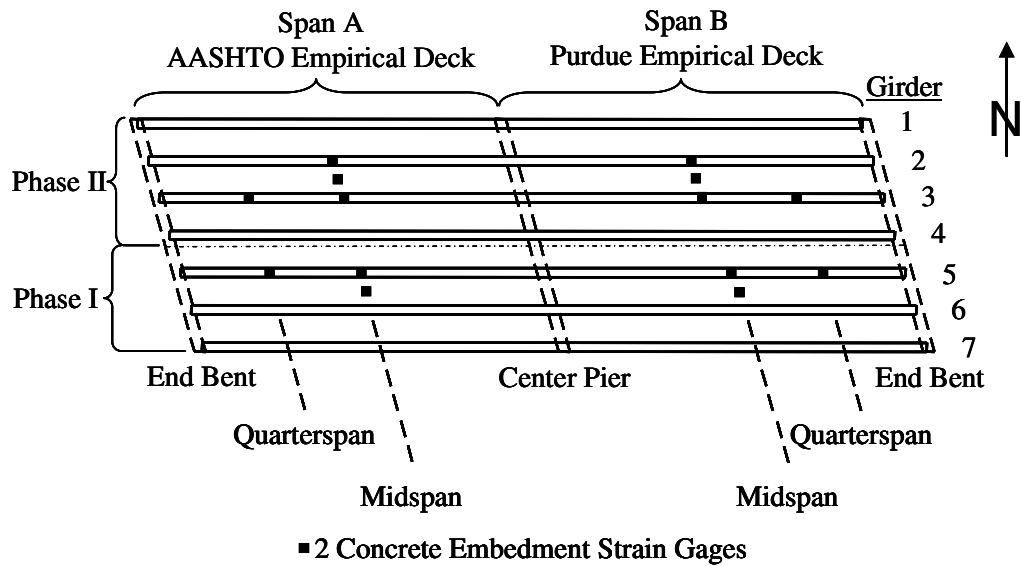 Span A
AASHTO Empirical Deck
Span B
Purdue Empirical Deck
Girder
N
1
2
3
4
5
6
7
Phase II
Phase I
End Bent
Center Pier
End Bent
Quarterspan
Quarterspan
Midspan
Midspan
2 Concrete Embedment Strain Gages